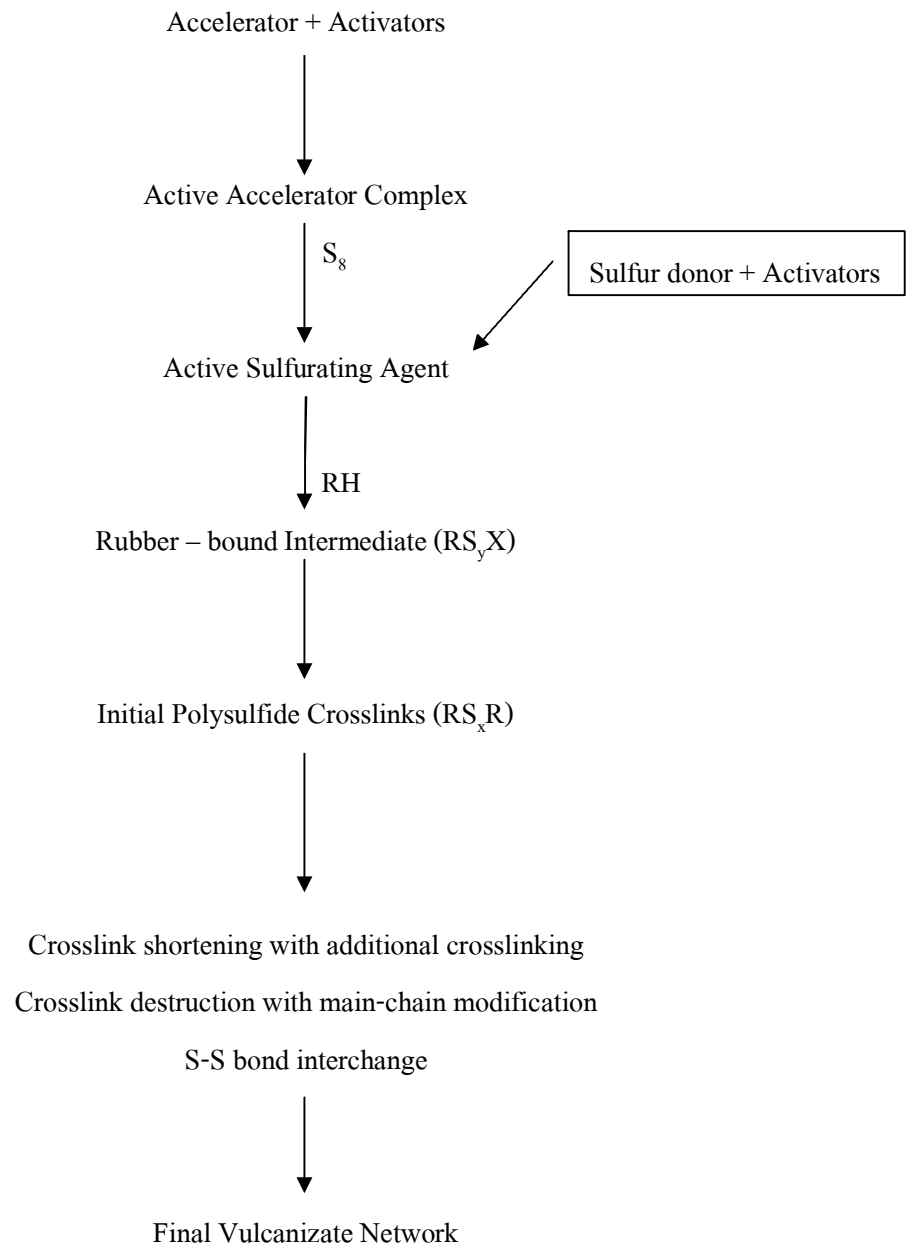 Accelerator + Activators
Active Accelerator Complex
S₈
Sulfur donor + Activators
Active Sulfurating Agent
RH
Rubber – bound Intermediate (RSᵧX)
Initial Polysulfide Crosslinks (RSₓR)
Crosslink shortening with additional crosslinking
Crosslink destruction with main-chain modification
S-S bond interchange
Final Vulcanizate Network